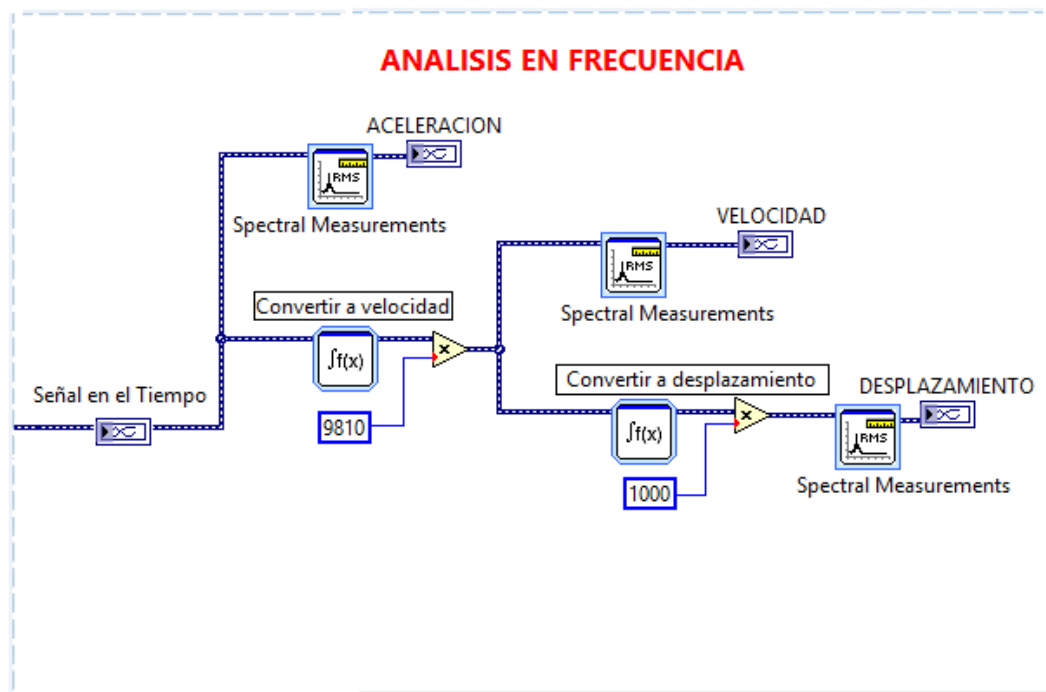 ANALISIS EN FRECUENCIA
ACELERACION
RMS
Spectral Measurements
VELOCIDAD
RMS
Spectral Measurements
Convertir a velocidad
∫f(x)
x
9810
Señal en el Tiempo
Convertir a desplazamiento
∫f(x)
x
1000
DESPLAZAMIENTO
RMS
Spectral Measurements